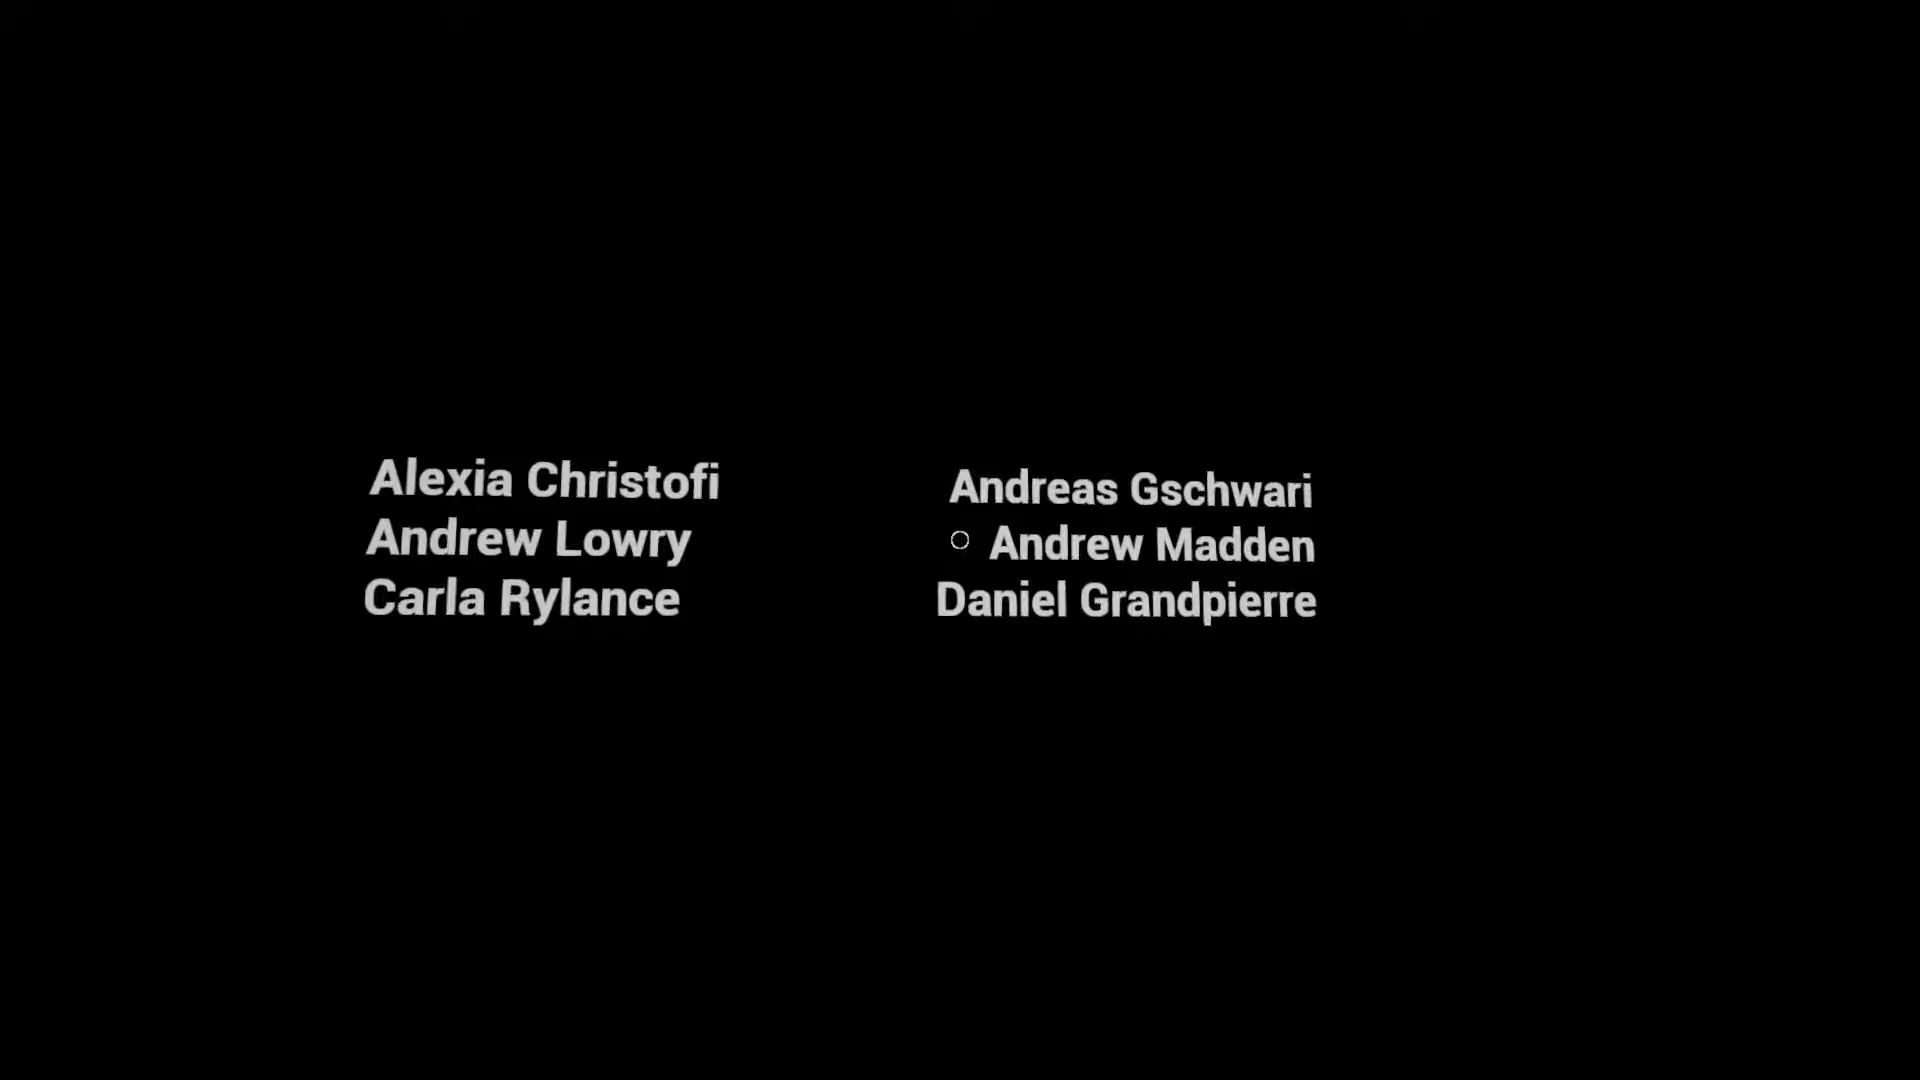 Alexia Christofi
Andrew Lowry
Carla Rylance
Andreas Gschwari
Andrew Madden
Daniel Grandpierre